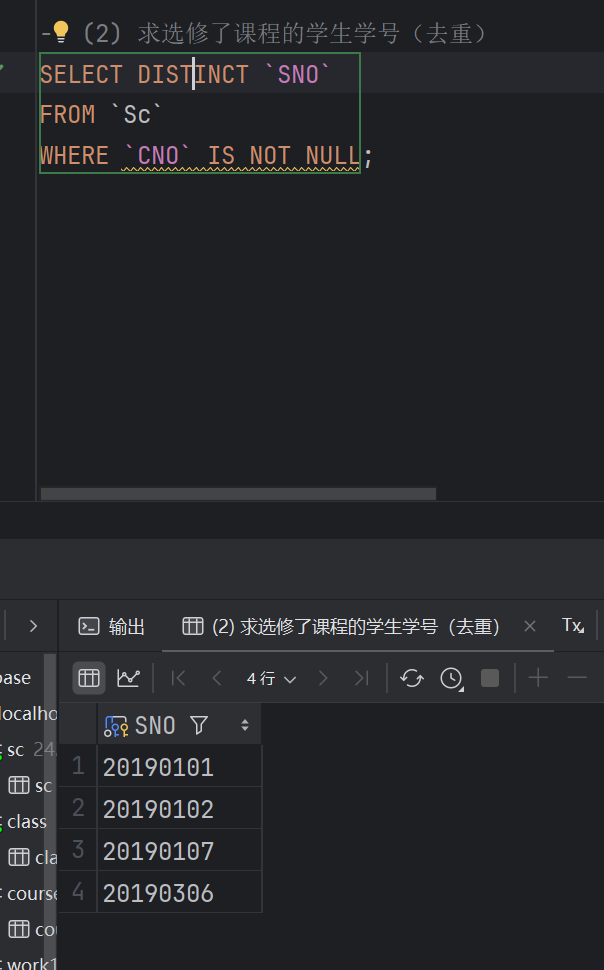 - (2) 求选修了课程的学生学号（去重）
SELECT DISTINCT `SNO`
FROM `Sc`
WHERE `CNO` IS NOT NULL;
输出
(2) 求选修了课程的学生学号（去重）
Tx
4 行
SNO
1 20190101
2 20190102
3 20190107
4 20190306
base
localho
sc 24
sc
class
cla
course
cou
work1